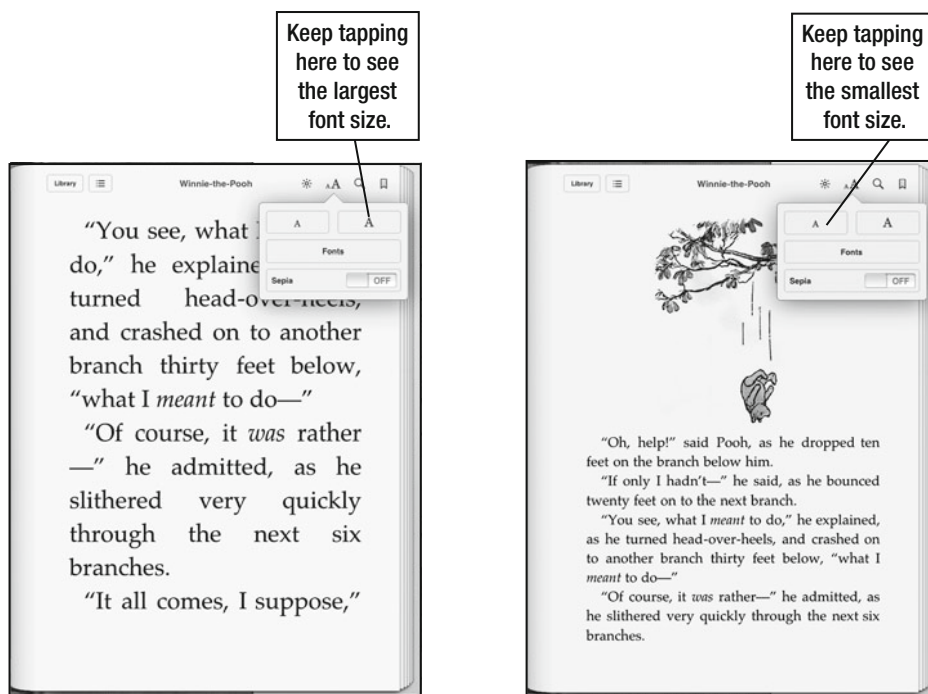 Keep tapping
here to see
the largest
font size.
Library
Winnie-the-Pooh
AA
A
A
Fonts
Sepia
OFF
“You see, what
do,” he explaine
turned head-over-heels,
and crashed on to another
branch thirty feet below,
“what I meant to do—”
“Of course, it was rather
—” he admitted, as he
slithered very quickly
through the next six
branches.
“It all comes, I suppose,”
Keep tapping
here to see
the smallest
font size.
Library
Winnie-the-Pooh
AA
A
A
Fonts
Sepia
OFF
“Oh, help!” said Pooh, as he dropped ten
feet on the branch below him.
“If only I hadn’t—” he said, as he bounced
twenty feet on to the next branch.
“You see, what I meant to do,” he explained,
as he turned head-over-heels, and crashed on
to another branch thirty feet below, “what I
meant to do—”
“Of course, it was rather—” he admitted, as
he slithered very quickly through the next six
branches.